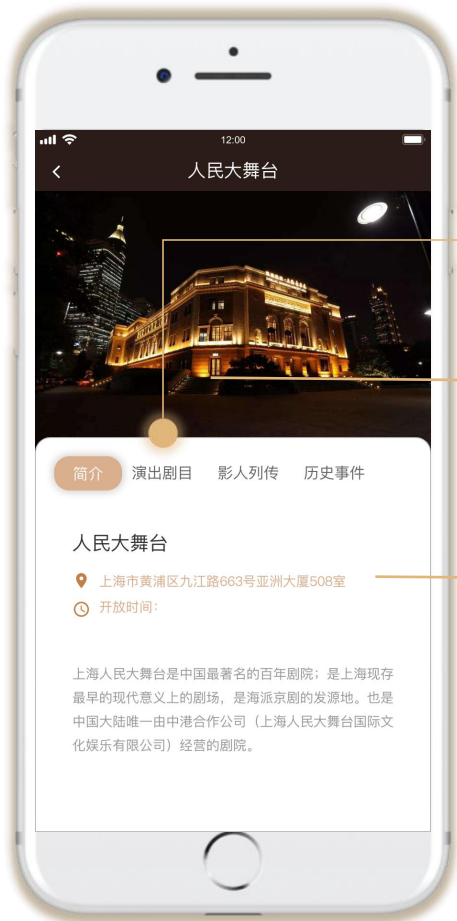 12:00
人民大舞台
简介 演出剧目 影人列传 历史事件
人民大舞台
上海市黄浦区九江路663号亚洲大厦508室
开放时间:
上海人民大舞台是中国最著名的百年剧院；是上海现存
最早的现代意义上的剧场，是海派京剧的发源地。也是
中国大陆唯一由中港合作公司（上海人民大舞台国际文
化娱乐有限公司）经营的剧院。